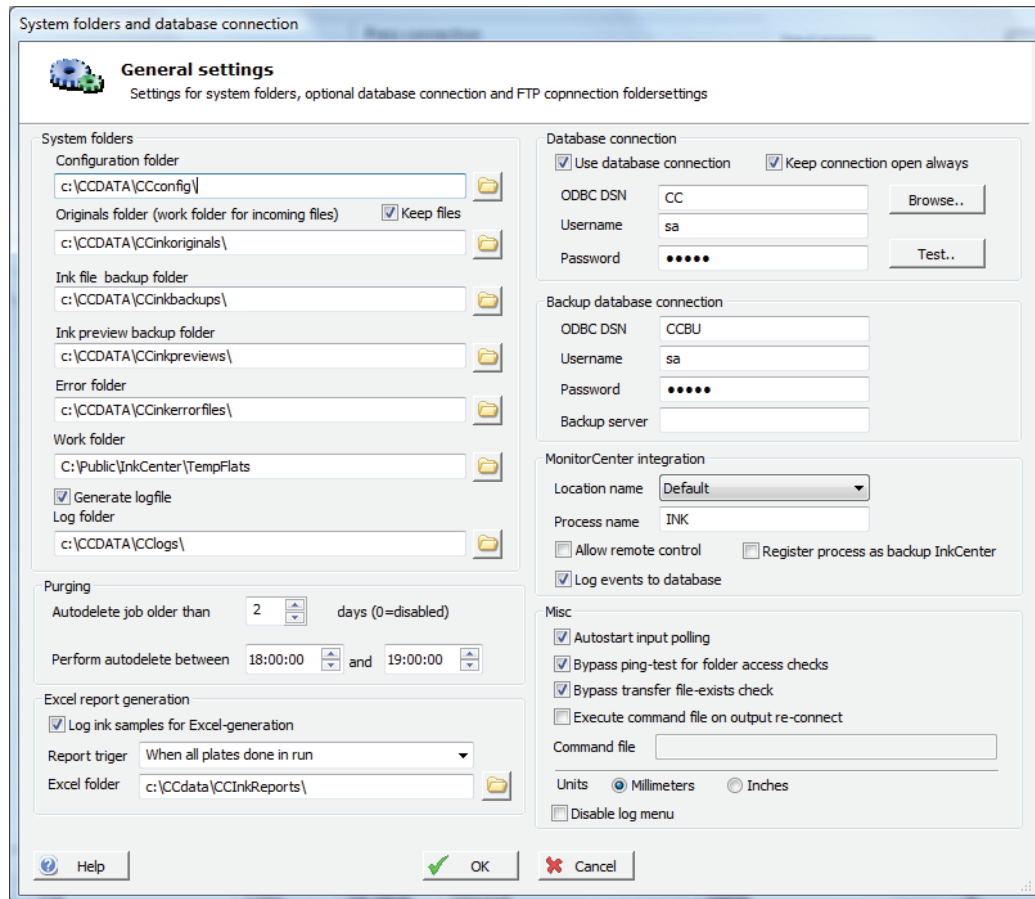 System folders and database connection
General settings
Settings for system folders, optional database connection and FTP copnnection foldersettings
System folders
Configuration folder
c:\CCDATA\CCconfig\
Originals folder (work folder for incoming files) Keep files
c:\CCDATA\CCinkoriginals\
Ink file backup folder
c:\CCDATA\CCinkbackups\
Ink preview backup folder
c:\CCDATA\CCinkpreviews\
Error folder
c:\CCDATA\CCinkerrorfiles\
Work folder
C:\Public\InkCenter\TempFlats
Generate logfile
Log folder
c:\CCDATA\CClogs\
Purging
Autodelete job older than 2 days (0=disabled)
Perform autodelete between 18:00:00 and 19:00:00
Excel report generation
Log ink samples for Excel-generation
Report triger When all plates done in run
Excel folder c:\CCdata\CCInkReports\
Database connection
Use database connection Keep connection open always
ODBC DSN CC Browse..
Username sa
Password ••••• Test..
Backup database connection
ODBC DSN CCBU
Username sa
Password •••••
Backup server
MonitorCenter integration
Location name Default
Process name INK
Allow remote control Register process as backup InkCenter
Log events to database
Misc
Autostart input polling
Bypass ping-test for folder access checks
Bypass transfer file-exists check
Execute command file on output re-connect
Command file
Units Millimeters Inches
Disable log menu
Help OK Cancel